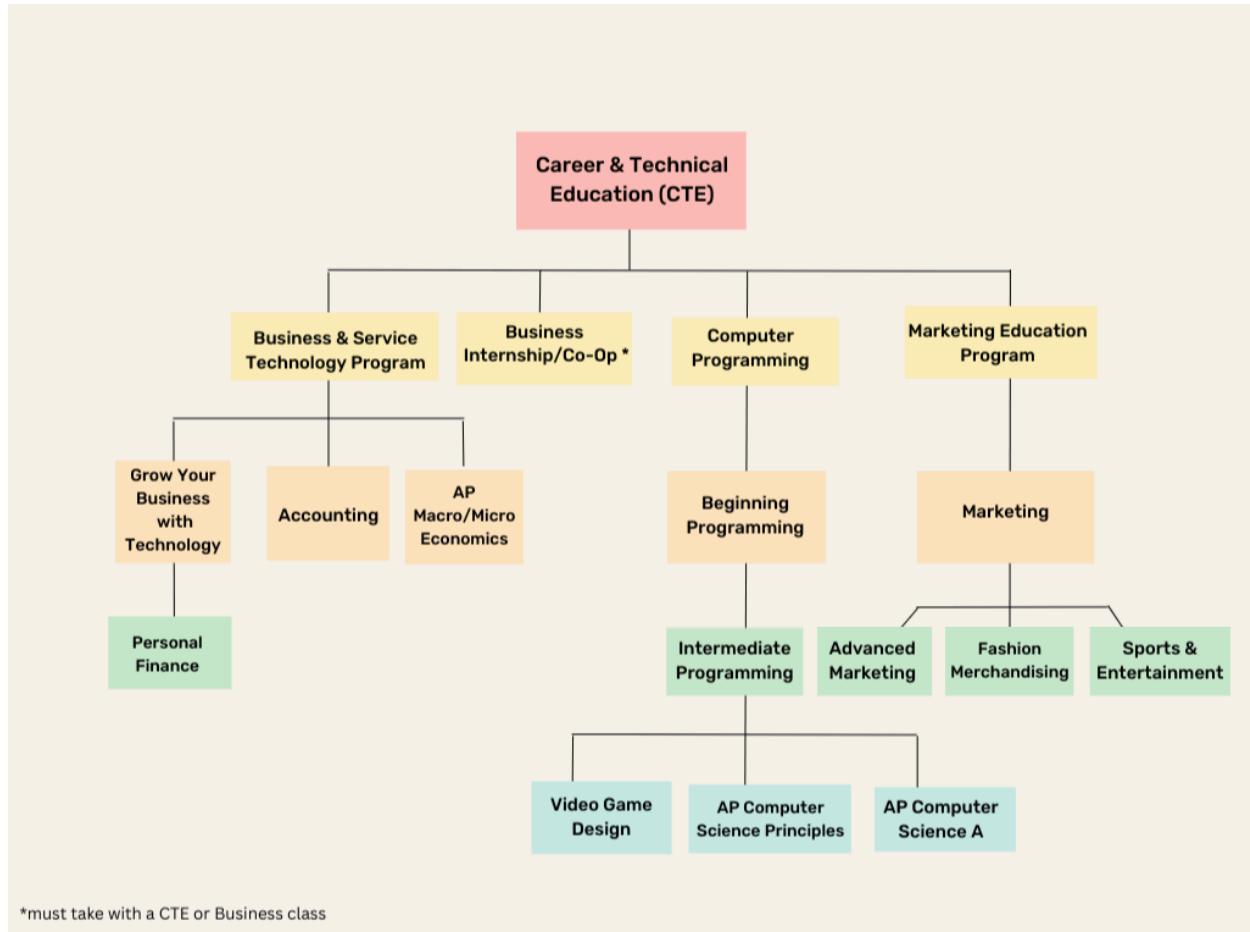 Career & Technical
Education (CTE)
Business & Service
Technology Program
Business
Internship/Co-Op *
Computer
Programming
Marketing Education
Program
Grow Your
Business
with
Technology
Accounting
AP
Macro/Micro
Economics
Beginning
Programming
Marketing
Personal
Finance
Intermediate
Programming
Advanced
Marketing
Fashion
Merchandising
Sports &
Entertainment
Video Game
Design
AP Computer
Science Principles
AP Computer
Science A
*must take with a CTE or Business class